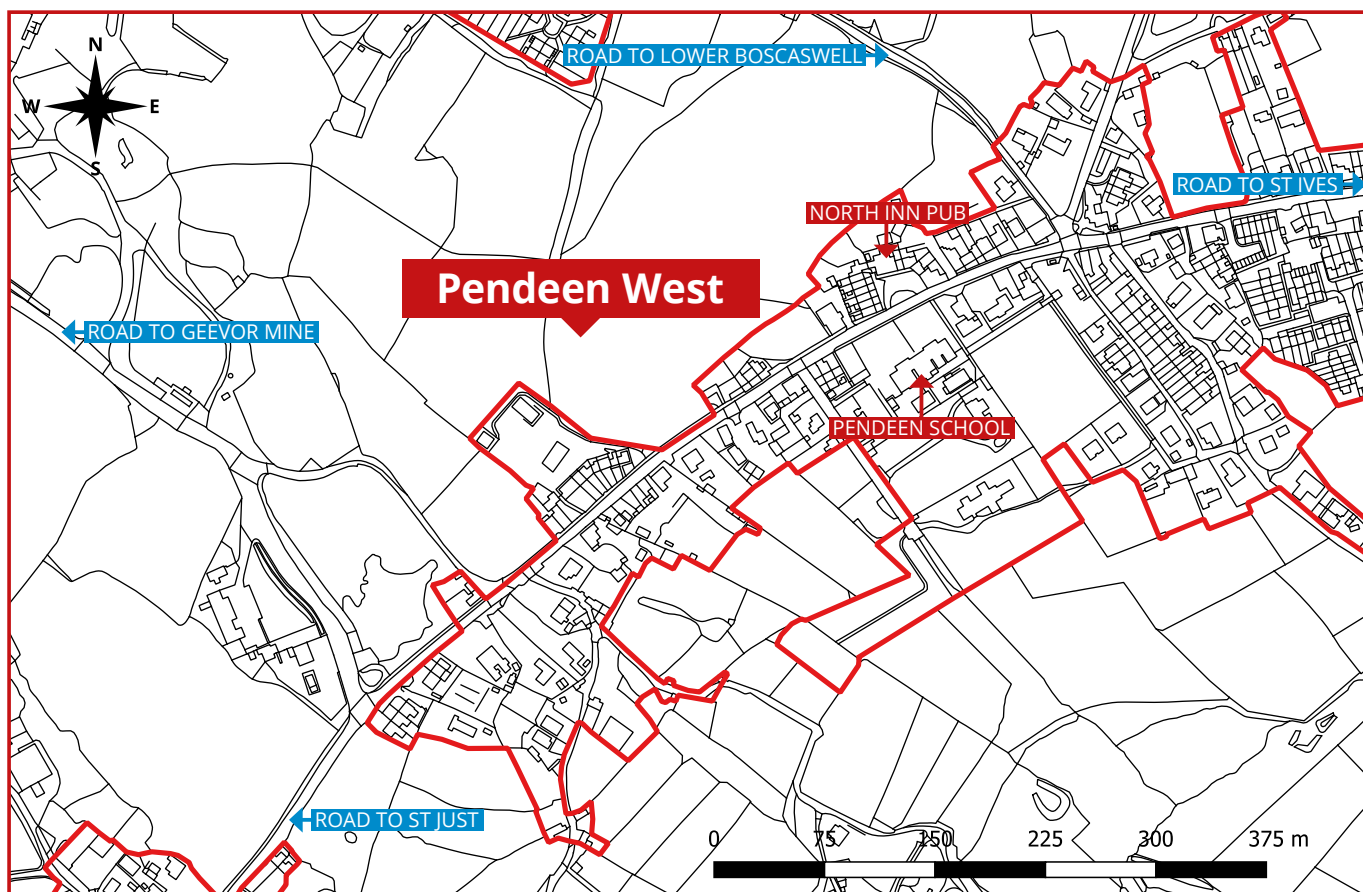 N
ROAD TO LOWER BOSCASWELL
W
E
S
ROAD TO ST IVES
NORTH INN PUB
Pendeen West
ROAD TO GEEVOR MINE
PENDEEN SCHOOL
ROAD TO ST JUST
0 75 150 225 300 375 m